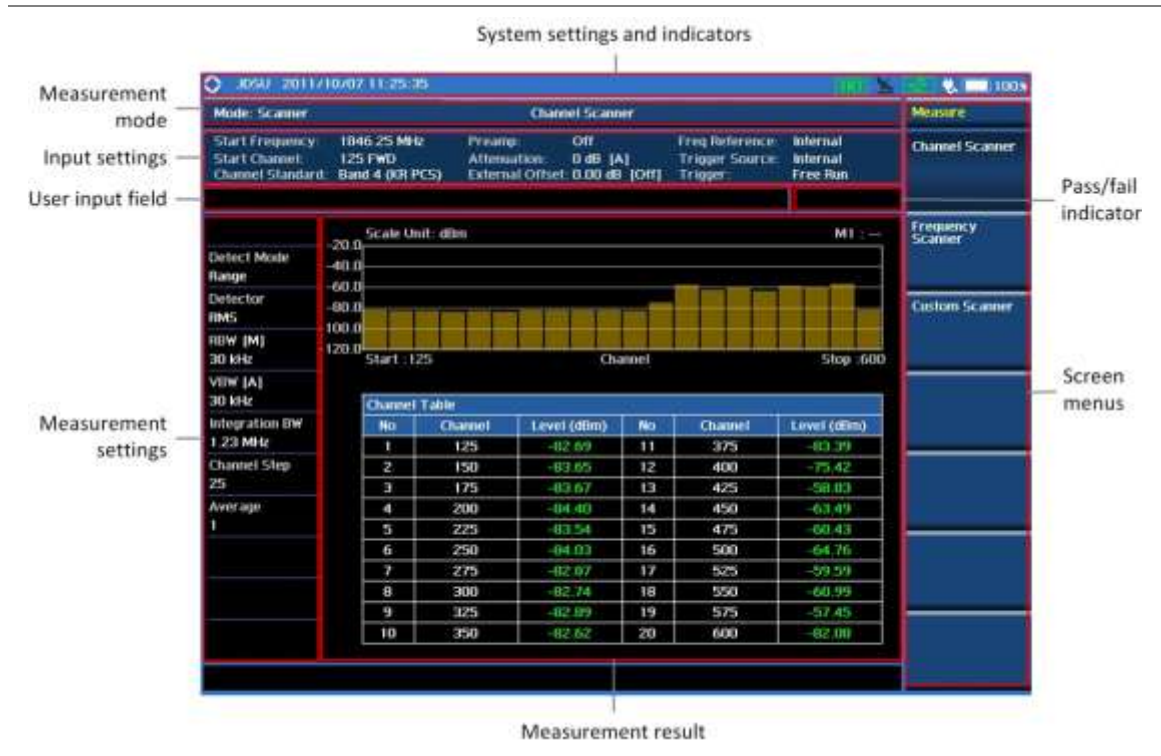 System settings and indicators
JDSU 2011/10/07 11:25:35
100%
Measurement mode
Mode: Scanner Channel Scanner
Measure
Input settings
Start Frequency: 1846.25 MHz Preamp: Off Freq Reference: Internal
Start Channel: 125 FWD Attenuation: 0 dB [A] Trigger Source: Internal
Channel Standard: Band 4 (KR PCS) External Offset: 0.00 dB [Off] Trigger: Free Run
Channel Scanner
User input field
Pass/fail indicator
Frequency Scanner
Custom Scanner
Screen menus
Measurement settings
Detect Mode
Range
Detector
RMS
RBW [M]
30 kHz
VBW [A]
30 kHz
Integration BW
1.23 MHz
Channel Step
25
Average
1
Scale Unit: dBm M1 : --
-20.0
-40.0
-60.0
-80.0
100.0
120.0
Start :125 Channel Stop :600
Channel Table
No Channel Level (dBm) No Channel Level (dBm)
1 125 -82.69 11 375 -83.39
2 150 -83.65 12 400 -75.42
3 175 -83.67 13 425 -58.03
4 200 -84.40 14 450 -63.49
5 225 -83.54 15 475 -60.43
6 250 -84.03 16 500 -64.76
7 275 -82.07 17 525 -59.59
8 300 -82.74 18 550 -60.99
9 325 -82.89 19 575 -57.45
10 350 -82.62 20 600 -82.00
Measurement result